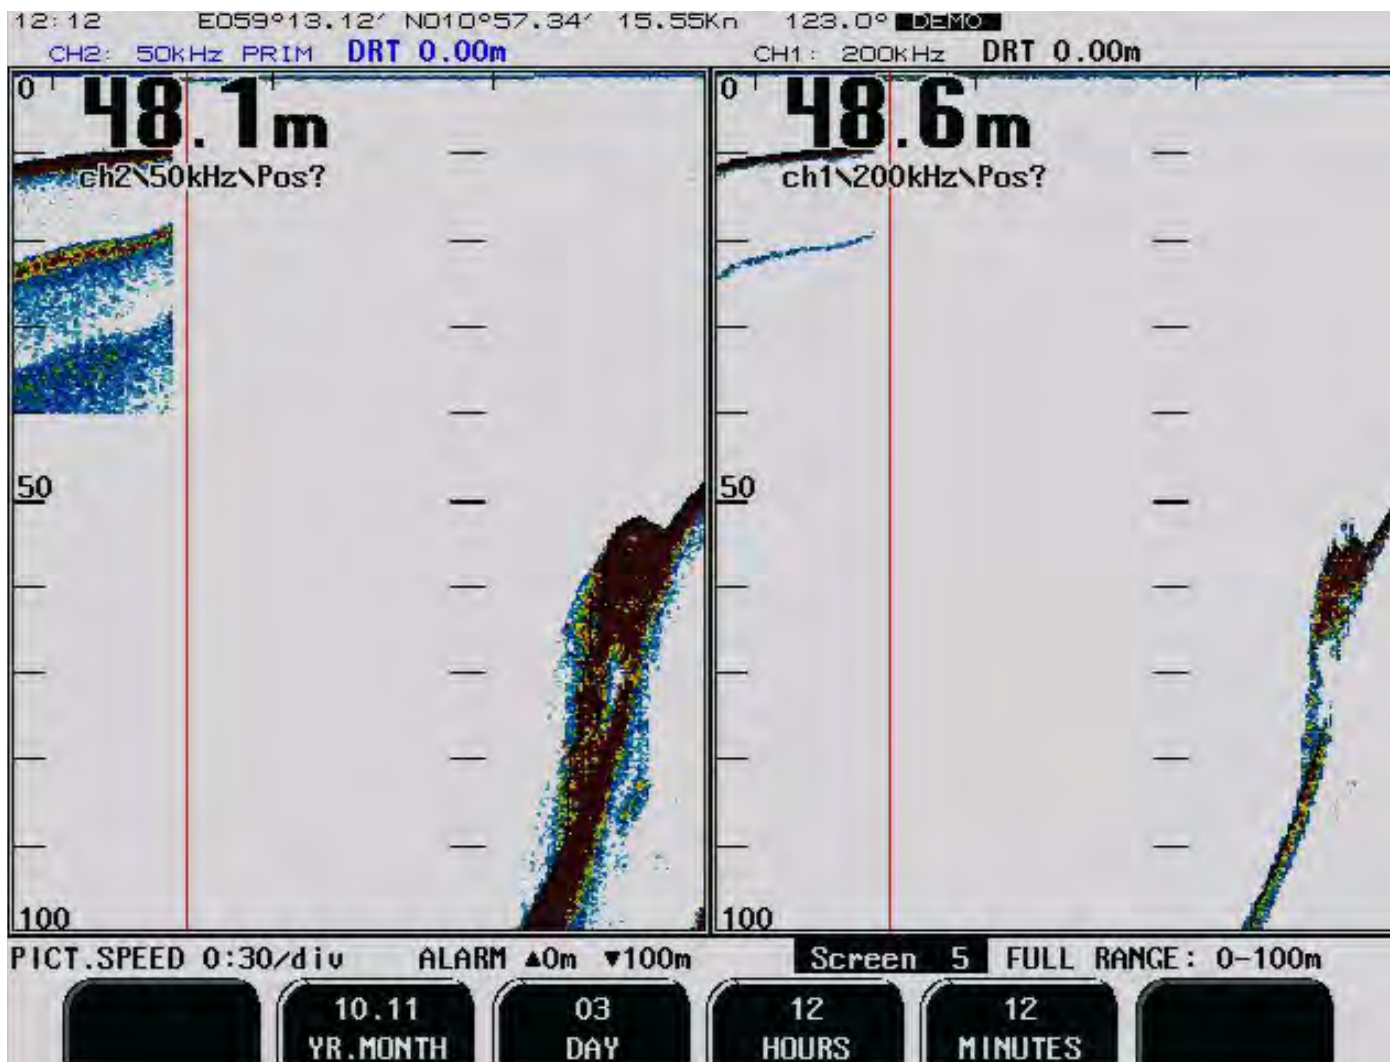 12:12 E059°13.12′ N010°57.34′ 15.55Kn 123.0° DEMO
CH2: 50kHz PRIM DRT 0.00m CH1: 200kHz DRT 0.00m
0 48.1m
ch2\50kHz\Pos?
50
100
0 48.6m
ch1\200kHz\Pos?
50
100
PICT.SPEED 0:30/div ALARM ▲0m ▼100m Screen 5 FULL RANGE: 0-100m
10.11 03 12 12
YR.MONTH DAY HOURS MINUTES